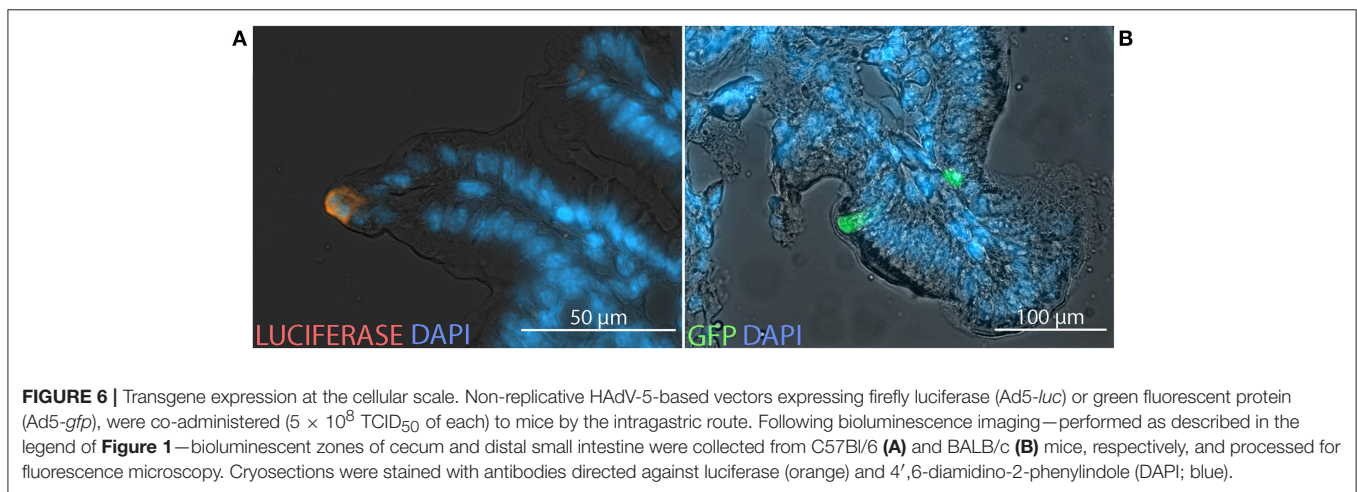 A
B
LUCIFERASE DAPI
50 µm
GFP DAPI
100 µm
FIGURE 6 | Transgene expression at the cellular scale. Non-replicative HAdV-5-based vectors expressing firefly luciferase (Ad5-luc) or green fluorescent protein
(Ad5-gfp), were co-administered (5 × 10⁸ TCID₅₀ of each) to mice by the intragastric route. Following bioluminescence imaging—performed as described in the
legend of Figure 1—bioluminescent zones of cecum and distal small intestine were collected from C57Bl/6 (A) and BALB/c (B) mice, respectively, and processed for
fluorescence microscopy. Cryosections were stained with antibodies directed against luciferase (orange) and 4′,6-diamidino-2-phenylindole (DAPI; blue).